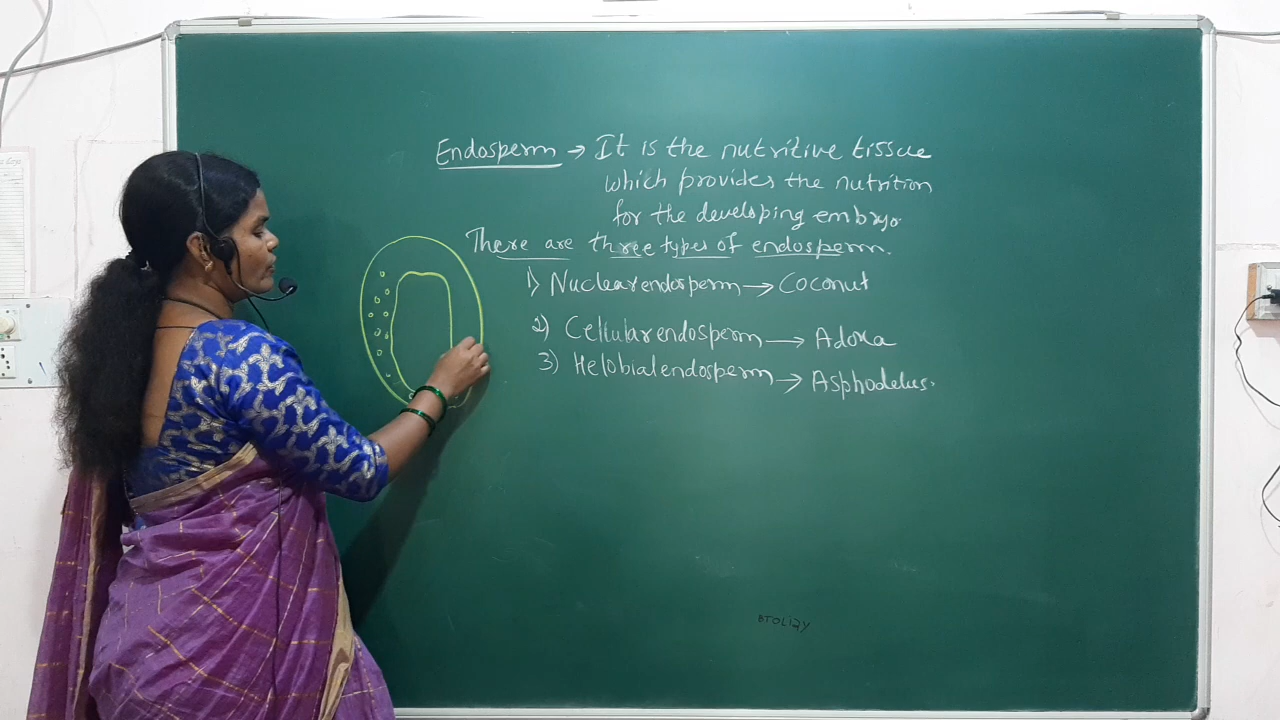 Endosperm → It is the nutritive tissue
which provides the nutrition
for the developing embryo.
There are three types of endosperm.
1) Nuclear endosperm → Coconut
2) Cellular endosperm → Adoxa
3) Helobial endosperm → Asphodelus.